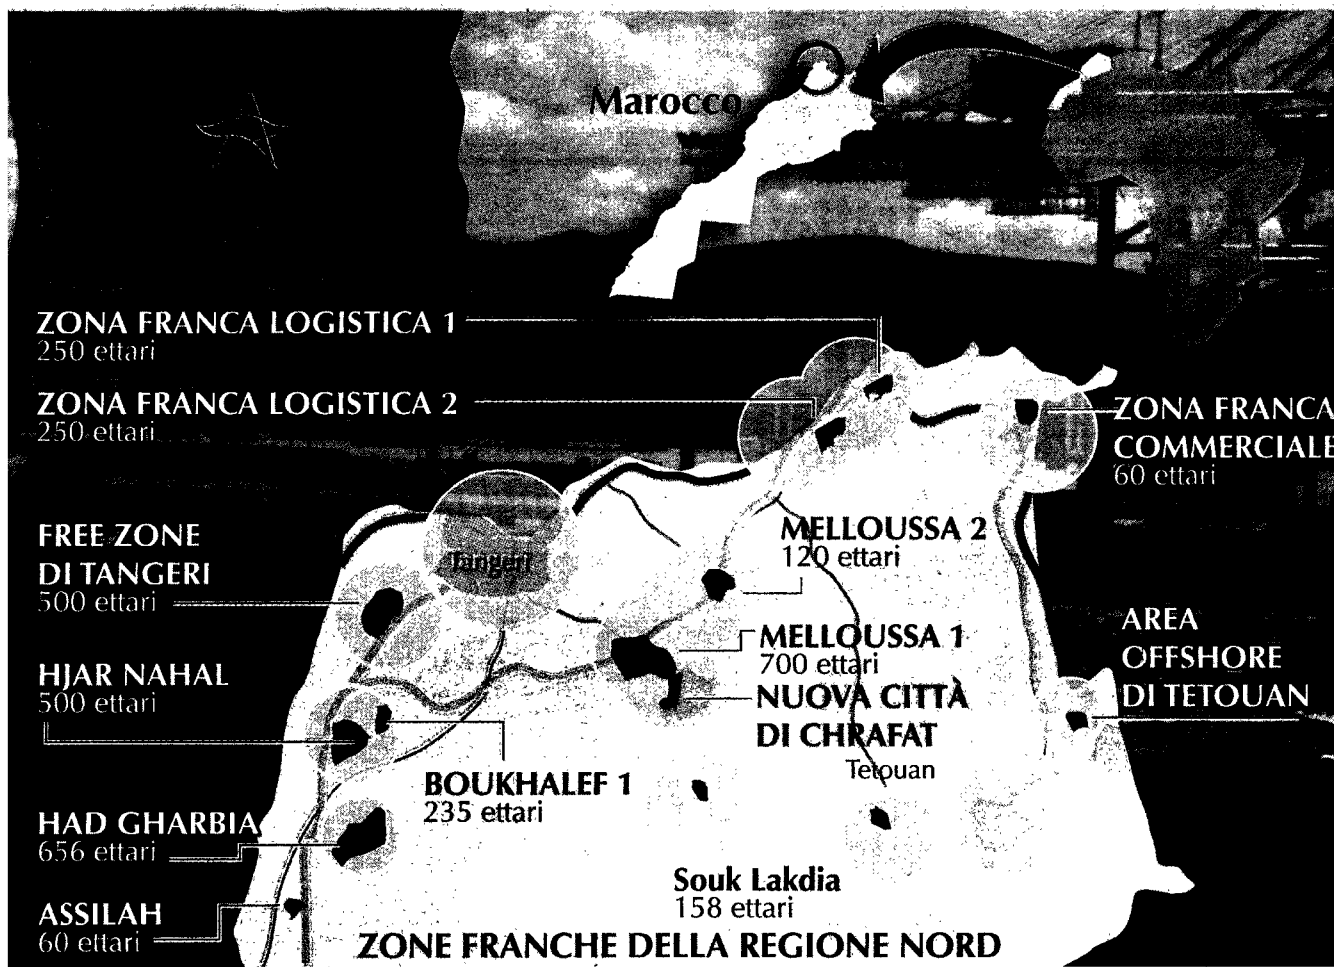 Marocco
ZONA FRANCA LOGISTICA 1
250 ettari
ZONA FRANCA LOGISTICA 2
250 ettari
ZONA FRANCA
COMMERCIALE
60 ettari
FREE ZONE
DI TANGERI
500 ettari
Tangeri
MELLOUSSA 2
120 ettari
HJAR NAHAL
500 ettari
MELLOUSSA 1
700 ettari
NUOVA CITTÀ
DI CHRAFAT
AREA
OFFSHORE
DI TETOUAN
Tetouan
BOUKHALEF 1
235 ettari
HAD GHARBIA
656 ettari
Souk Lakdia
158 ettari
ASSILAH
60 ettari
ZONE FRANCHE DELLA REGIONE NORD